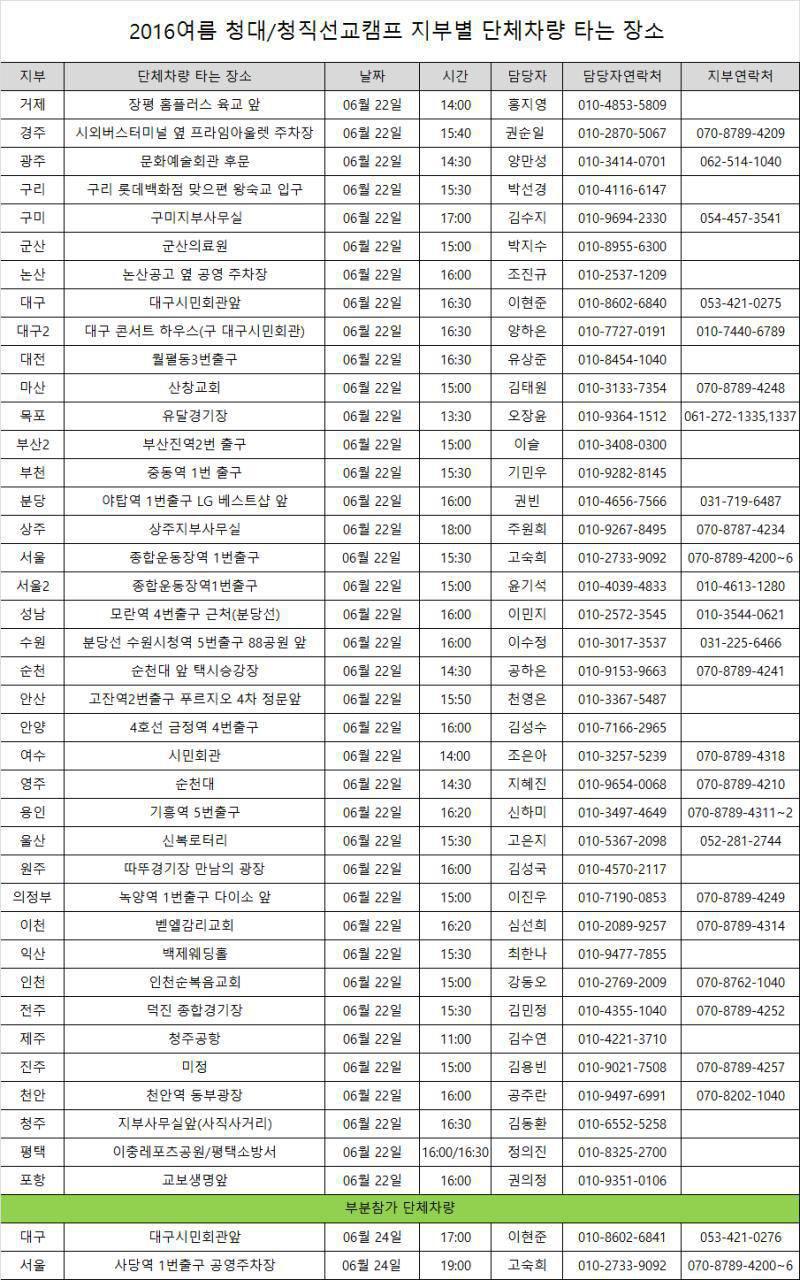 2016여름 청대/청직선교캠프 지부별 단체차량 타는 장소
지부 단체차량 타는 장소 날짜 시간 담당자 담당자연락처 지부연락처
거제 장평 홈플러스 육교 앞 06월 22일 14:00 홍지영 010-4853-5809
경주 시외버스터미널 옆 프라임아울렛 주차장 06월 22일 15:40 권순일 010-2870-5067 070-8789-4209
광주 문화예술회관 후문 06월 22일 14:30 양만성 010-3414-0701 062-514-1040
구리 구리 롯데백화점 맞으편 왕숙교 입구 06월 22일 15:30 박선경 010-4116-6147
구미 구미지부사무실 06월 22일 17:00 김수지 010-9694-2330 054-457-3541
군산 군산의료원 06월 22일 15:00 박지수 010-8955-6300
논산 논산공고 옆 공영 주차장 06월 22일 16:00 조진규 010-2537-1209
대구 대구시민회관앞 06월 22일 16:30 이현준 010-8602-6840 053-421-0275
대구2 대구 콘서트 하우스(구 대구시민회관) 06월 22일 16:30 양하은 010-7727-0191 010-7440-6789
대전 월평동3번출구 06월 22일 16:30 유상준 010-8454-1040
마산 산창교회 06월 22일 15:00 김태원 010-3133-7354 070-8789-4248
목포 유달경기장 06월 22일 13:30 오장윤 010-9364-1512 061-272-1335,1337
부산2 부산진역2번 출구 06월 22일 15:00 이슬 010-3408-0300
부천 중동역 1번 출구 06월 22일 15:30 기민우 010-9282-8145
분당 야탑역 1번출구 LG 베스트샵 앞 06월 22일 16:00 권빈 010-4656-7566 031-719-6487
상주 상주지부사무실 06월 22일 18:00 주원희 010-9267-8495 070-8787-4234
서울 종합운동장역 1번출구 06월 22일 15:30 고숙희 010-2733-9092 070-8789-4200~6
서울2 종합운동장역1번출구 06월 22일 15:00 윤기석 010-4039-4833 010-4613-1280
성남 모란역 4번출구 근처(분당선) 06월 22일 16:00 이민지 010-2572-3545 010-3544-0621
수원 분당선 수원시청역 5번출구 88공원 앞 06월 22일 16:00 이수정 010-3017-3537 031-225-6466
순천 순천대 앞 택시승강장 06월 22일 14:30 공하은 010-9153-9663 070-8789-4241
안산 고잔역2번출구 푸르지오 4차 정문앞 06월 22일 15:50 천영은 010-3367-5487
안양 4호선 금정역 4번출구 06월 22일 16:00 김성수 010-7166-2965
여수 시민회관 06월 22일 14:00 조은아 010-3257-5239 070-8789-4318
영주 순천대 06월 22일 14:30 지혜진 010-9654-0068 070-8789-4210
용인 기흥역 5번출구 06월 22일 16:20 신하미 010-3497-4649 070-8789-4311~2
울산 신복로터리 06월 22일 15:30 고은지 010-5367-2098 052-281-2744
원주 따뚜경기장 만남의 광장 06월 22일 16:00 김성국 010-4570-2117
의정부 녹양역 1번출구 다이소 앞 06월 22일 15:00 이진우 010-7190-0853 070-8789-4249
이천 벧엘감리교회 06월 22일 16:20 심선희 010-2089-9257 070-8789-4314
익산 백제웨딩홀 06월 22일 15:30 최한나 010-9477-7855
인천 인천순복음교회 06월 22일 15:00 강동오 010-2769-2009 070-8762-1040
전주 덕진 종합경기장 06월 22일 15:30 김민정 010-4355-1040 070-8789-4252
제주 청주공항 06월 22일 11:00 김수연 010-4221-3710
진주 미정 06월 22일 15:00 김용빈 010-9021-7508 070-8789-4257
천안 천안역 동부광장 06월 22일 16:00 공주란 010-9497-6991 070-8202-1040
청주 지부사무실앞(사직사거리) 06월 22일 16:30 김동환 010-6552-5258
평택 이충레포츠공원/평택소방서 06월 22일 16:00/16:30 정의진 010-8325-2700
포항 교보생명앞 06월 22일 16:00 권의정 010-9351-0106
부분참가 단체차량
대구 대구시민회관앞 06월 24일 17:00 이현준 010-8602-6841 053-421-0276
서울 사당역 1번출구 공영주차장 06월 24일 19:00 고숙희 010-2733-9092 070-8789-4200~6